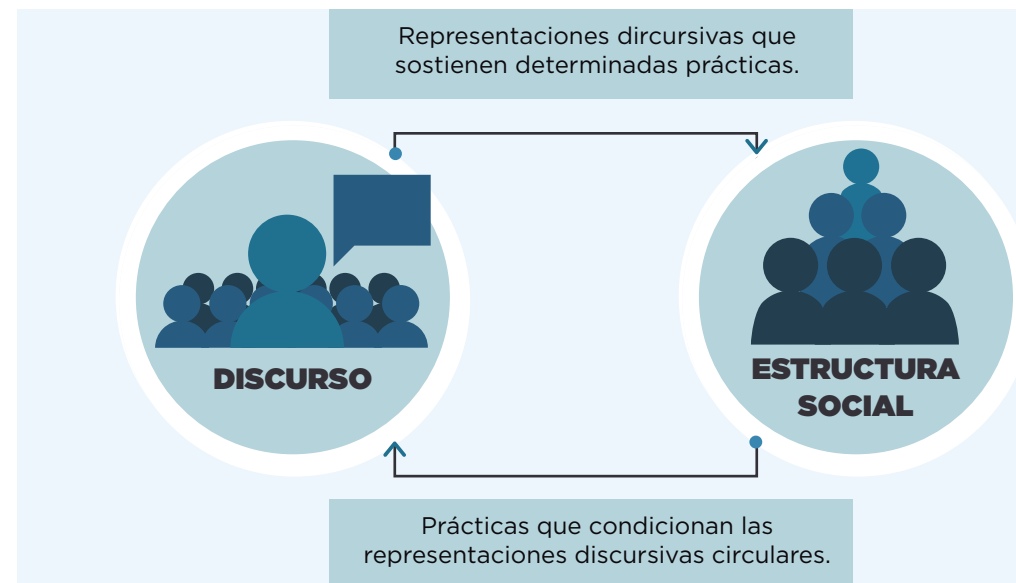 Representaciones dircursivas que
sostienen determinadas prácticas.
DISCURSO
ESTRUCTURA
SOCIAL
Prácticas que condicionan las
representaciones discursivas circulares.